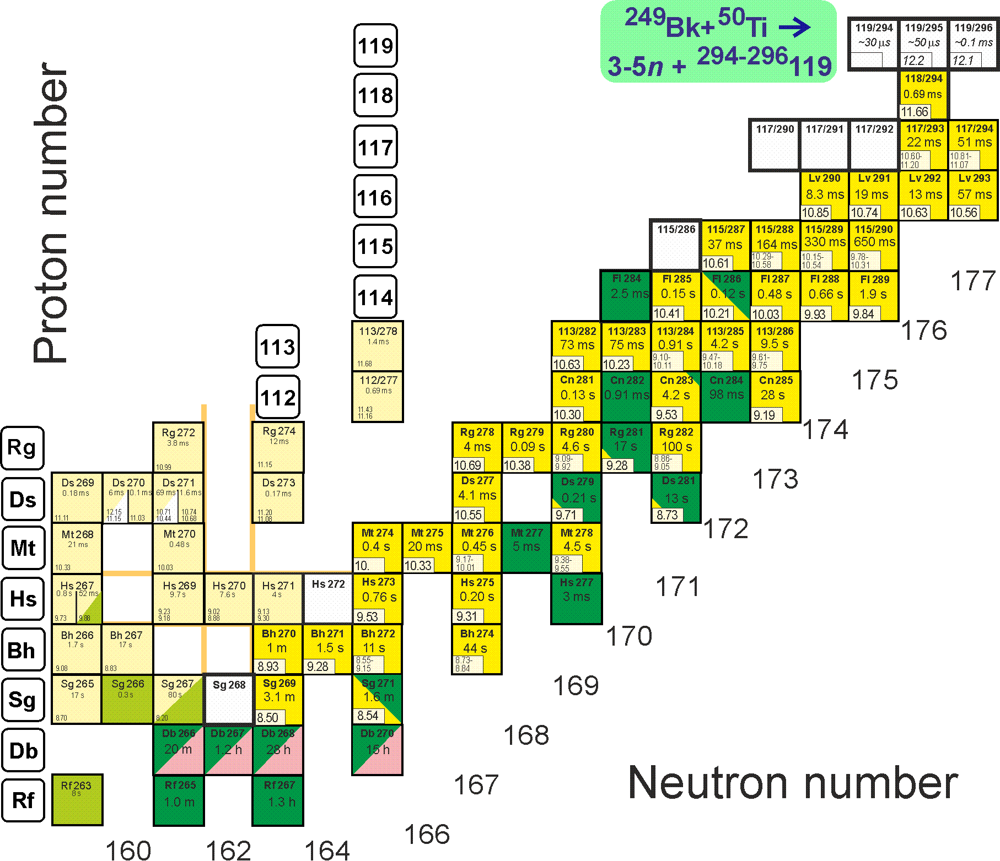 Proton number
249Bk+50Ti →
3-5n + 294-296119
119
119/294
~30 μs
119/295
~50 μs
12.2
119/296
~0.1 ms
12.1
118
118/294
0.69 ms
11.66
117
117/290
117/291
117/292
117/293
22 ms
10.60-
11.20
117/294
51 ms
10.81-
11.07
116
Lv 290
8.3 ms
10.85
Lv 291
19 ms
10.74
Lv 292
13 ms
10.63
Lv 293
57 ms
10.56
115
115/286
115/287
37 ms
10.61
115/288
164 ms
10.29-
10.58
115/289
330 ms
10.15-
10.54
115/290
650 ms
9.78-
10.31
177
114
Fl 284
2.5 ms
Fl 285
0.15 s
10.41
Fl 286
0.12 s
10.21
Fl 287
0.48 s
10.03
Fl 288
0.66 s
9.93
Fl 289
1.9 s
9.84
176
113
113/278
1.4 ms
11.68
113/282
73 ms
10.63
113/283
75 ms
10.23
113/284
0.91 s
9.10-
10.11
113/285
4.2 s
9.47-
10.18
113/286
9.5 s
9.61-
9.75
175
112
112/277
0.69 ms
11.43
11.16
Cn 281
0.13 s
10.30
Cn 282
0.91 ms
Cn 283
4.2 s
9.53
Cn 284
98 ms
Cn 285
28 s
9.19
174
Rg
Rg 272
3.8 ms
10.99
Rg 274
12 ms
11.15
Rg 278
4 ms
10.69
Rg 279
0.09 s
10.38
Rg 280
4.6 s
9.09-
9.92
Rg 281
17 s
9.28
Rg 282
100 s
8.86-
9.05
173
Ds
Ds 269
0.18 ms
11.11
Ds 270
6 ms 0.1 ms
12.15
11.15 11.03
Ds 271
69 ms 1.6 ms
10.71 10.74
10.44 10.68
Ds 273
0.17 ms
11.20
11.08
Ds 277
4.1 ms
10.55
Ds 279
0.21 s
9.71
Ds 281
13 s
8.73
172
Mt
Mt 268
21 ms
10.33
Mt 270
0.48 s
10.03
Mt 274
0.4 s
10.
Mt 275
20 ms
10.33
Mt 276
0.45 s
9.17-
10.01
Mt 277
5 ms
Mt 278
4.5 s
9.38-
9.55
171
Hs
Hs 267
0.8 s 52 ms
9.73 9.88
Hs 269
9.7 s
9.23
9.18
Hs 270
7.6 s
9.02
8.88
Hs 271
4 s
9.13
9.30
Hs 272
Hs 273
0.76 s
9.53
Hs 275
0.20 s
9.31
Hs 277
3 ms
170
Bh
Bh 266
1.7 s
9.08
Bh 267
17 s
8.83
Bh 270
1 m
8.93
Bh 271
1.5 s
9.28
Bh 272
11 s
8.55-
9.15
Bh 274
44 s
8.73-
8.84
169
Sg
Sg 265
17 s
8.70
Sg 266
0.3 s
Sg 267
80 s
8.20
Sg 268
Sg 269
3.1 m
8.50
Sg 271
1.6 m
8.54
168
Db
Db 266
20 m
Db 267
1.2 h
Db 268
28 h
Db 270
15 h
167
Neutron number
Rf
Rf 263
8 s
Rf 265
1.0 m
Rf 267
1.3 h
166
160
162
164